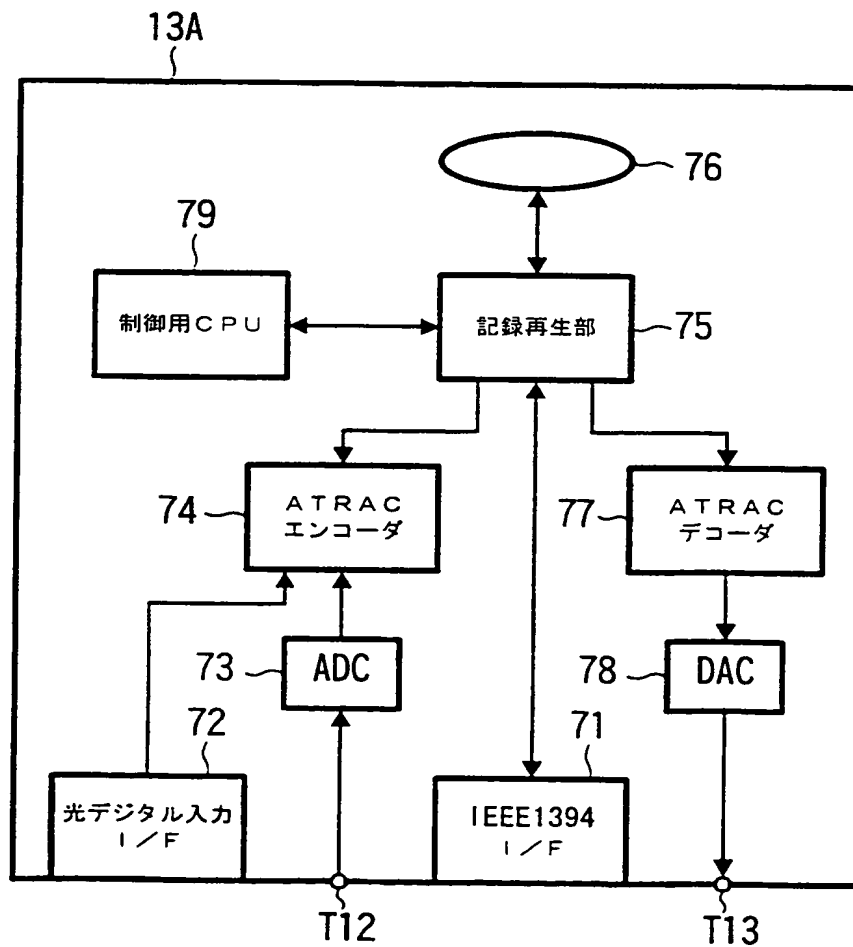 13A
76
79
制御用CPU
記録再生部
75
74
ATRAC
エンコーダ
77
ATRAC
デコーダ
73
ADC
78
DAC
72
71
光デジタル入力
I/F
IEEE1394
I/F
T12
T13